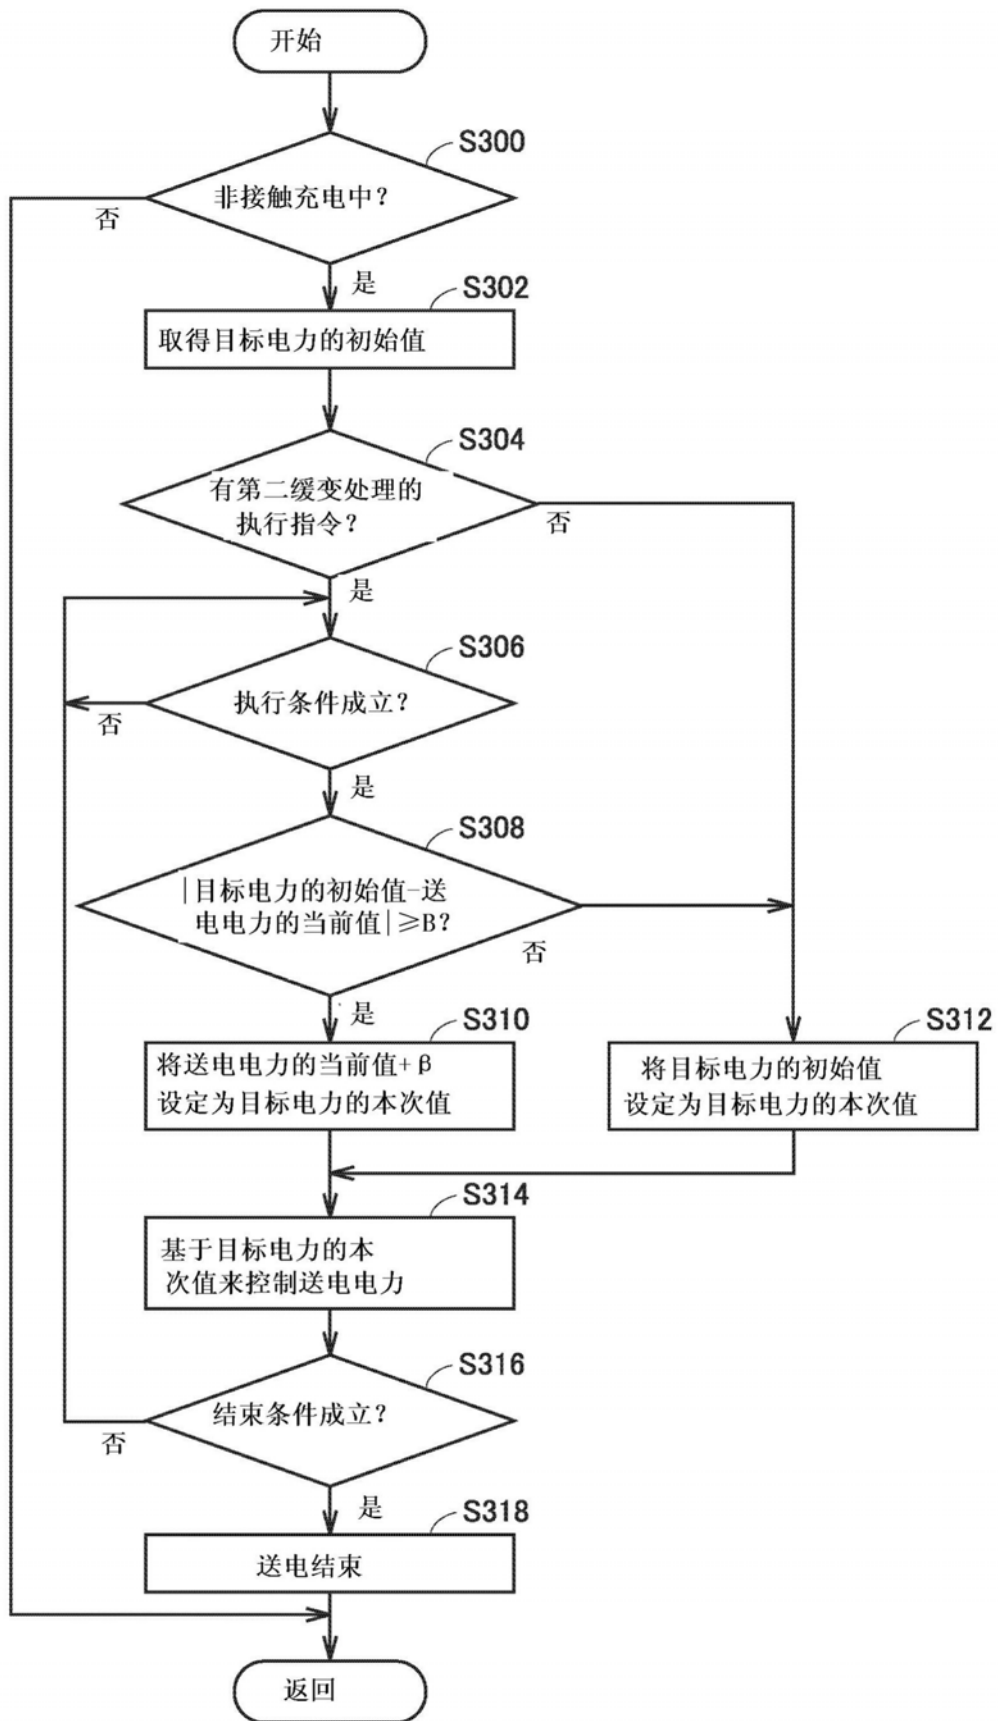 开始
S300
非接触充电中?
否
是
S302
取得目标电力的初始值
S304
有第二缓变处理的
执行指令?
否
是
S306
执行条件成立?
否
是
S308
|目标电力的初始值-送
电电力的当前值|≥B?
否
是
S310
将送电电力的当前值+β
设定为目标电力的本次值
S312
将目标电力的初始值
设定为目标电力的本次值
S314
基于目标电力的本
次值来控制送电电力
S316
结束条件成立?
否
是
S318
送电结束
返回